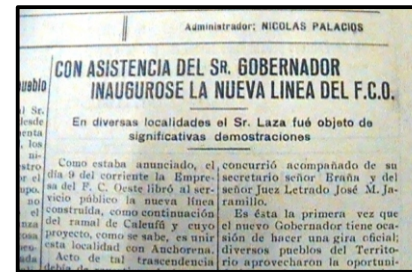 Administrador; NICOLAS PALACIOS
CON ASISTENCIA DEL SR. GOBERNADOR
INAUGUROSE LA NUEVA LINEA DEL F.C.O.
En diversas localidades el Sr. Laza fué objeto de
significativas demostraciones
Como estaba anunciado, el
día 9 del corriente la Empre-
sa del F. C. Oeste libró al ser-
vicio público la nueva línea
construída, como continuación
del ramal de Caleufú y cuyo
proyecto, como se sabe, es unir
esta localidad con Anchorena.
Acto de tal trascendencia
debía de
concurrió acompañado de su
secretario señor Eraña y del
señor Juez Letrado José M. Ja-
ramillo.
Es ésta la primera vez que
el nuevo Gobernador tiene oca-
sión de hacer una gira oficial;
diversos pueblos del Territo-
rio aprovecharon la oportuni-